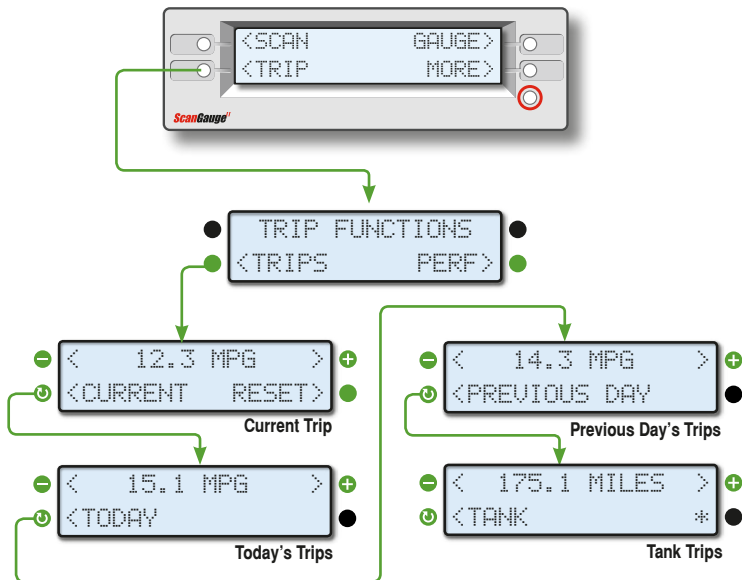 <SCAN GAUGE>
<TRIP MORE>
ScanGauge II
TRIP FUNCTIONS
<TRIPS PERF>
< 12.3 MPG >
<CURRENT RESET>
Current Trip
< 15.1 MPG >
<TODAY
Today's Trips
< 14.3 MPG >
<PREVIOUS DAY
Previous Day's Trips
< 175.1 MILES >
<TANK *
Tank Trips